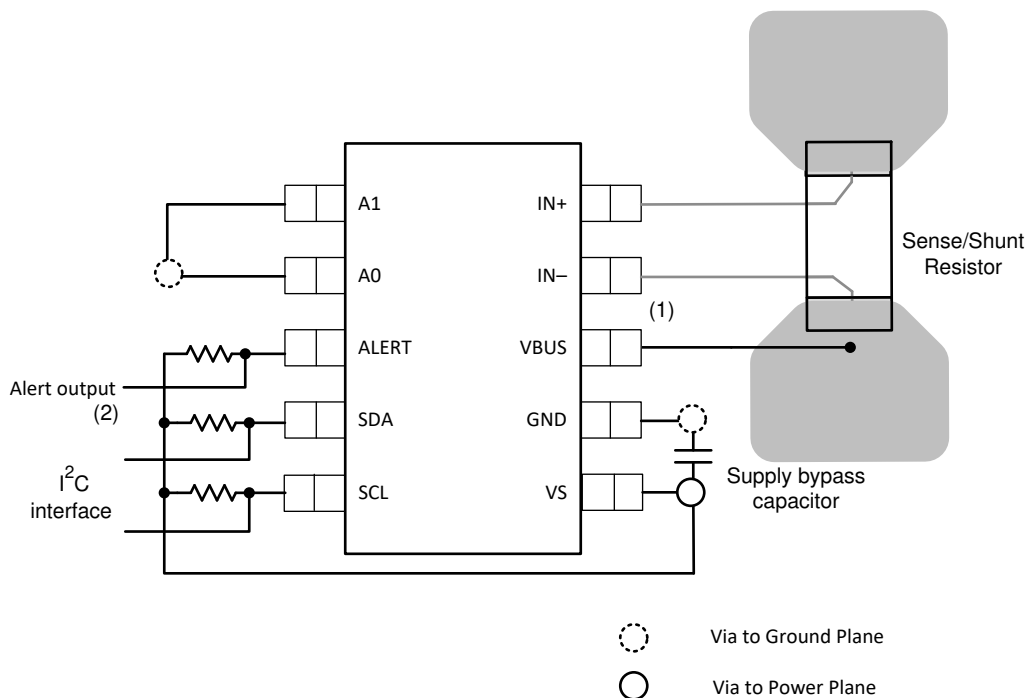 A1
A0
ALERT
SDA
SCL
IN+
IN–
VBUS
GND
VS
(1)
Sense/Shunt
Resistor
Alert output
(2)
I²C
interface
Supply bypass
capacitor
Via to Ground Plane
Via to Power Plane